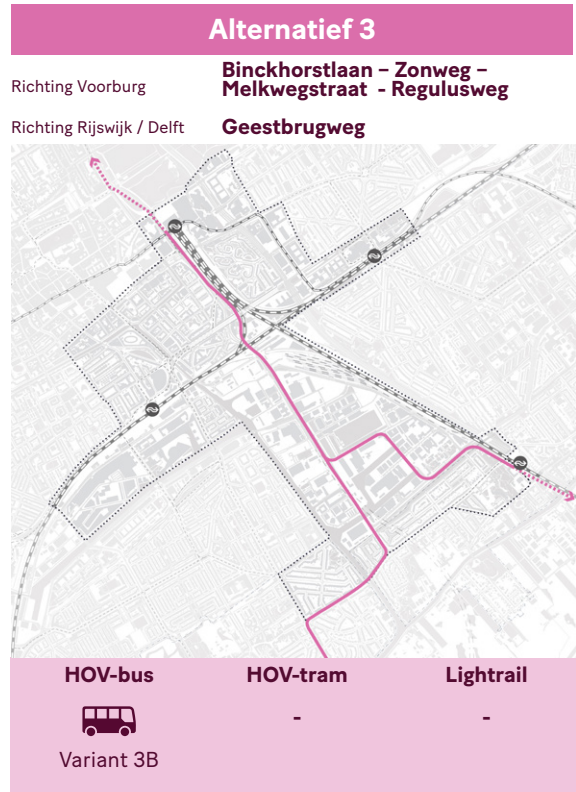 Alternatief 3
Richting Voorburg
Binckhorstlaan – Zonweg –
Melkwegstraat - Regulusweg
Richting Rijswijk / Delft
Geestbrugweg
HOV-bus
HOV-tram
Lightrail
-
-
Variant 3B